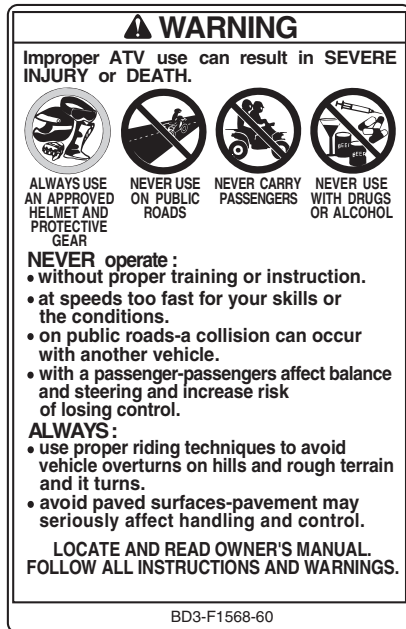 WARNING
Improper ATV use can result in SEVERE
INJURY or DEATH.
BEER
BEER
ALWAYS USE
AN APPROVED
HELMET AND
PROTECTIVE
GEAR
NEVER USE
ON PUBLIC
ROADS
NEVER CARRY
PASSENGERS
NEVER USE
WITH DRUGS
OR ALCOHOL
NEVER operate :
• without proper training or instruction.
• at speeds too fast for your skills or
the conditions.
• on public roads-a collision can occur
with another vehicle.
• with a passenger-passengers affect balance
and steering and increase risk
of losing control.
ALWAYS :
• use proper riding techniques to avoid
vehicle overturns on hills and rough terrain
and it turns.
• avoid paved surfaces-pavement may
seriously affect handling and control.
LOCATE AND READ OWNER'S MANUAL.
FOLLOW ALL INSTRUCTIONS AND WARNINGS.
BD3-F1568-60